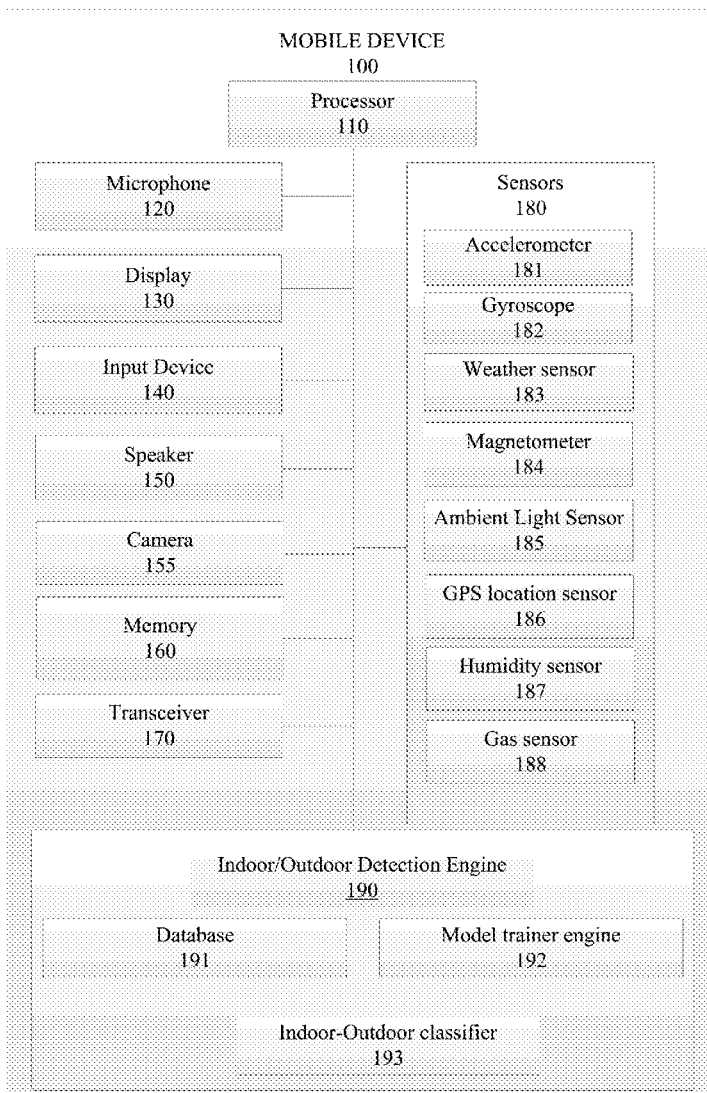 MOBILE DEVICE
100
Processor
110
Microphone
120
Display
130
Input Device
140
Speaker
150
Camera
155
Memory
160
Transceiver
170
Sensors
180
Accelerometer
181
Gyroscope
182
Weather sensor
183
Magnetometer
184
Ambient Light Sensor
185
GPS location sensor
186
Humidity sensor
187
Gas sensor
188
Indoor/Outdoor Detection Engine
190
Database
191
Model trainer engine
192
Indoor-Outdoor classifier
193